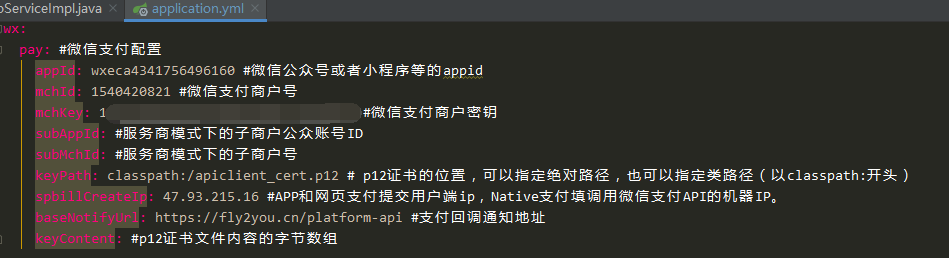 oServiceImpl.java application.yml
wx:
pay: #微信支付配置
appId: wxeca4341756496160 #微信公众号或者小程序等的appid
mchId: 1540420821 #微信支付商户号
mchKey: 1 #微信支付商户密钥
subAppId: #服务商模式下的子商户公众账号ID
subMchId: #服务商模式下的子商户号
keyPath: classpath:/apiclient_cert.p12 # p12证书的位置，可以指定绝对路径，也可以指定类路径（以classpath:开头）
spbillCreateIp: 47.93.215.16 #APP和网页支付提交用户端ip，Native支付填调用微信支付API的机器IP。
baseNotifyUrl: https://fly2you.cn/platform-api #支付回调通知地址
keyContent: #p12证书文件内容的字节数组